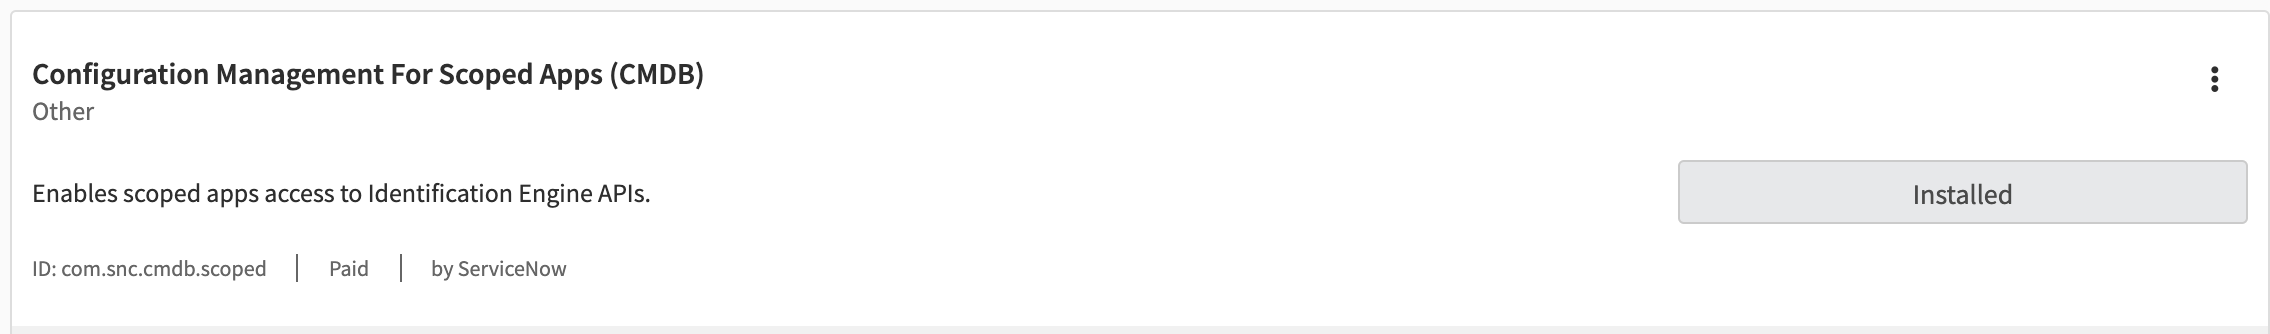 Configuration Management For Scoped Apps (CMDB)
Other
Enables scoped apps access to Identification Engine APIs.
Installed
ID: com.snc.cmdb.scoped | Paid | by ServiceNow